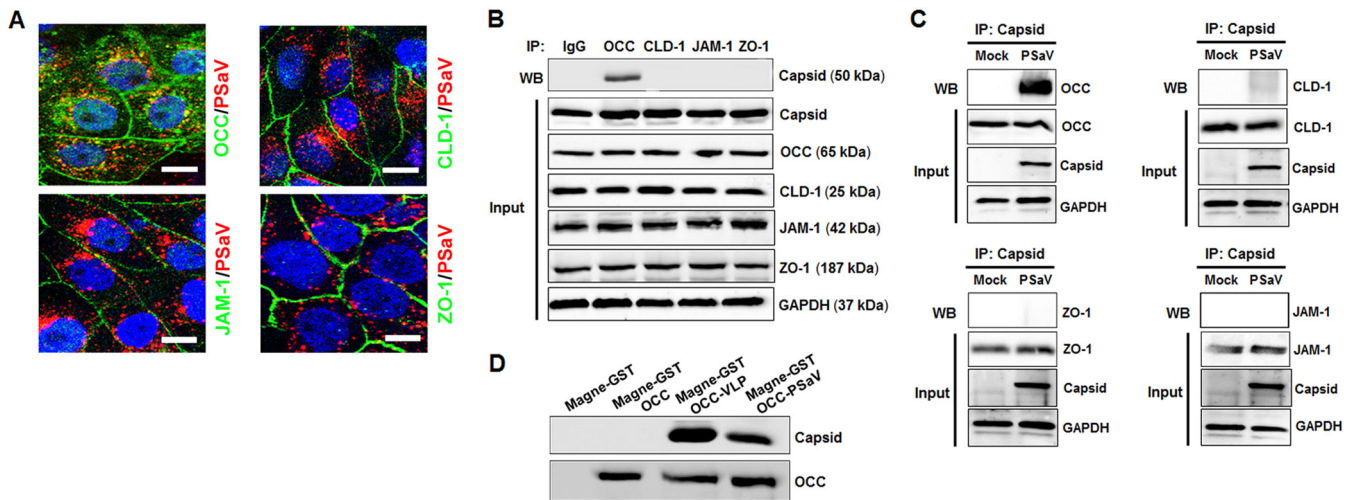 A
OCC/PSaV
CLD-1/PSaV
JAM-1/PSaV
ZO-1/PSaV
B
IP: IgG OCC CLD-1 JAM-1 ZO-1
WB
Capsid (50 kDa)
Input
Capsid
OCC (65 kDa)
CLD-1 (25 kDa)
JAM-1 (42 kDa)
ZO-1 (187 kDa)
GAPDH (37 kDa)
C
IP: Capsid
Mock PSaV
WB
OCC
Input
OCC
Capsid
GAPDH
IP: Capsid
Mock PSaV
WB
CLD-1
Input
CLD-1
Capsid
GAPDH
IP: Capsid
Mock PSaV
WB
ZO-1
Input
ZO-1
Capsid
GAPDH
IP: Capsid
Mock PSaV
WB
JAM-1
Input
JAM-1
Capsid
GAPDH
D
Magne-GST
Magne-GST
OCC
Magne-GST
OCC-VLP
Magne-GST
OCC-PSaV
Capsid
OCC